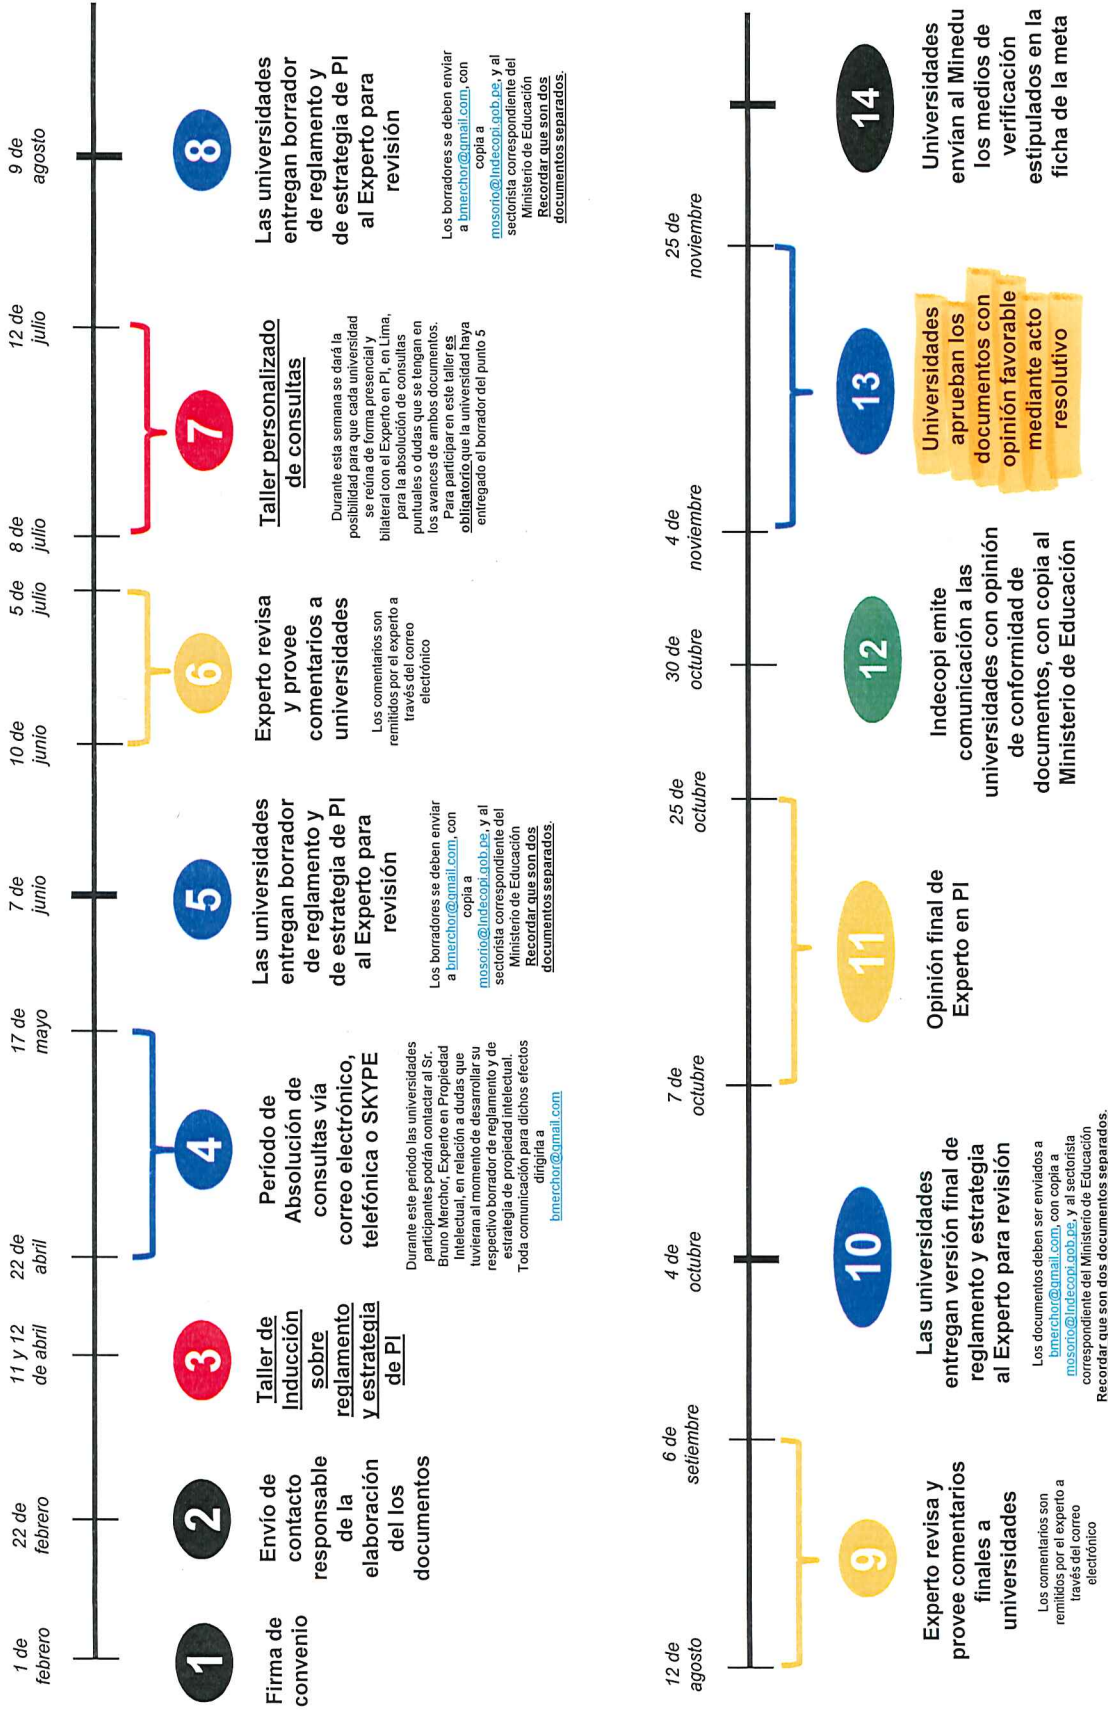 1 de
febrero
22 de
febrero
11 y 12
de abril
22 de
abril
17 de
mayo
7 de
junio
10 de
junio
5 de
julio
8 de
julio
12 de
julio
9 de
agosto
1
Firma de
convenio
2
Envío de
contacto
responsable
de la
elaboración
del los
documentos
3
Taller de
Inducción
sobre
reglamento
y estrategia
de PI
4
Período de
Absolución de
consultas vía
correo electrónico,
telefónica o SKYPE
Durante este período las universidades
participantes podrán contactar al Sr.
Bruno Merchor, Experto en Propiedad
Intelectual, en relación a dudas que
tuvieran al momento de desarrollar su
respectivo borrador de reglamento y de
estrategia de propiedad intelectual.
Toda comunicación para dichos efectos
dirigirla a
bmerchor@gmail.com
5
Las universidades
entregan borrador
de reglamento y
de estrategia de PI
al Experto para
revisión
Los borradores se deben enviar
a bmerchor@gmail.com, con
copia a
mosorio@Indecopi.gob.pe, y al
sectorista correspondiente del
Ministerio de Educación
Recordar que son dos
documentos separados.
6
Experto revisa
y provee
comentarios a
universidades
Los comentarios son
remitidos por el experto a
través del correo
electrónico
7
Taller personalizado
de consultas
Durante esta semana se dará la
posibilidad para que cada universidad
se reúna de forma presencial y
bilateral con el Experto en PI, en Lima,
para la absolución de consultas
puntuales o dudas que se tengan en
los avances de ambos documentos.
Para participar en este taller es
obligatorio que la universidad haya
entregado el borrador del punto 5
8
Las universidades
entregan borrador
de reglamento y
de estrategia de PI
al Experto para
revisión
Los borradores se deben enviar
a bmerchor@gmail.com, con
copia a
mosorio@Indecopi.gob.pe, y al
sectorista correspondiente del
Ministerio de Educación
Recordar que son dos
documentos separados.
12 de
agosto
6 de
setiembre
4 de
octubre
7 de
octubre
25 de
octubre
30 de
octubre
4 de
noviembre
25 de
noviembre
9
Experto revisa y
provee comentarios
finales a
universidades
Los comentarios son
remitidos por el experto a
través del correo
electrónico
10
Las universidades
entregan versión final de
reglamento y estrategia
al Experto para revisión
Los documentos deben ser enviados a
bmerchor@gmail.com, con copia a
mosorio@Indecopi.gob.pe, y al sectorista
correspondiente del Ministerio de Educación
Recordar que son dos documentos separados.
11
Opinión final de
Experto en PI
12
Indecopi emite
comunicación a las
universidades con opinión
de conformidad de
documentos, con copia al
Ministerio de Educación
13
Universidades
aprueban los
documentos con
opinión favorable
mediante acto
resolutivo
14
Universidades
envían al Minedu
los medios de
verificación
estipulados en la
ficha de la meta